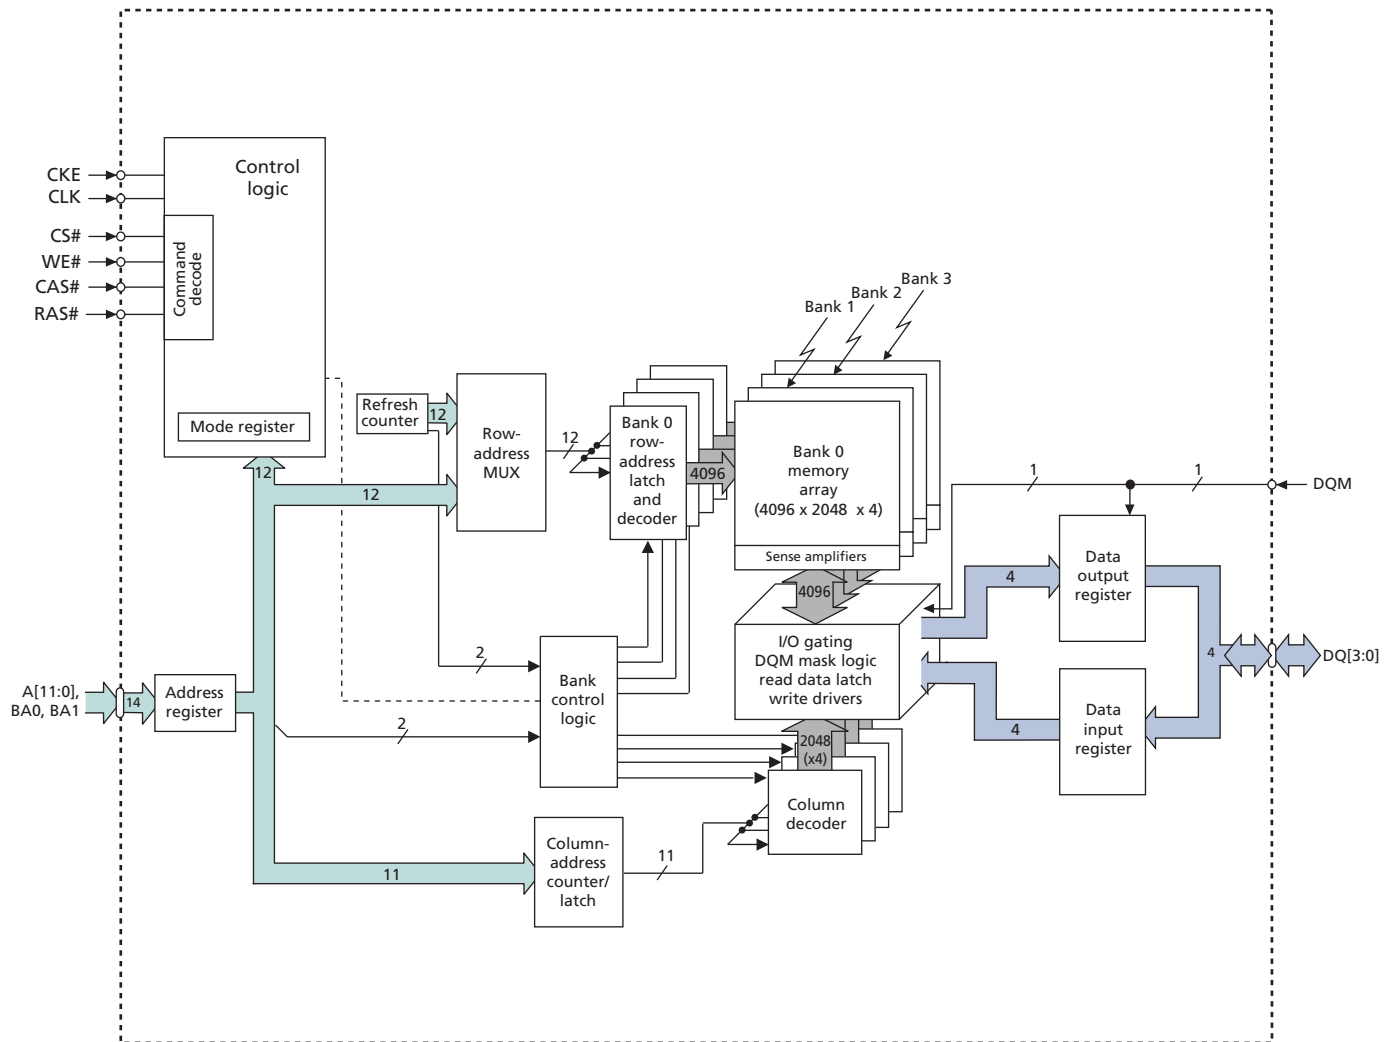 Control
logic
CKE
CLK
CS#
WE#
CAS#
RAS#
Command
decode
Mode register
12
Refresh
counter
12
12
Row-
address
MUX
12
Bank 0
row-
address
latch
and
decoder
4096
Bank 1
Bank 2
Bank 3
Bank 0
memory
array
(4096 x 2048 x 4)
Sense amplifiers
4096
I/O gating
DQM mask logic
read data latch
write drivers
1
1
DQM
Data
output
register
4
4
DQ[3:0]
Data
input
register
4
A[11:0],
BA0, BA1
14
Address
register
2
2
Bank
control
logic
2048
(x4)
Column
decoder
Column-
address
counter/
latch
11
11